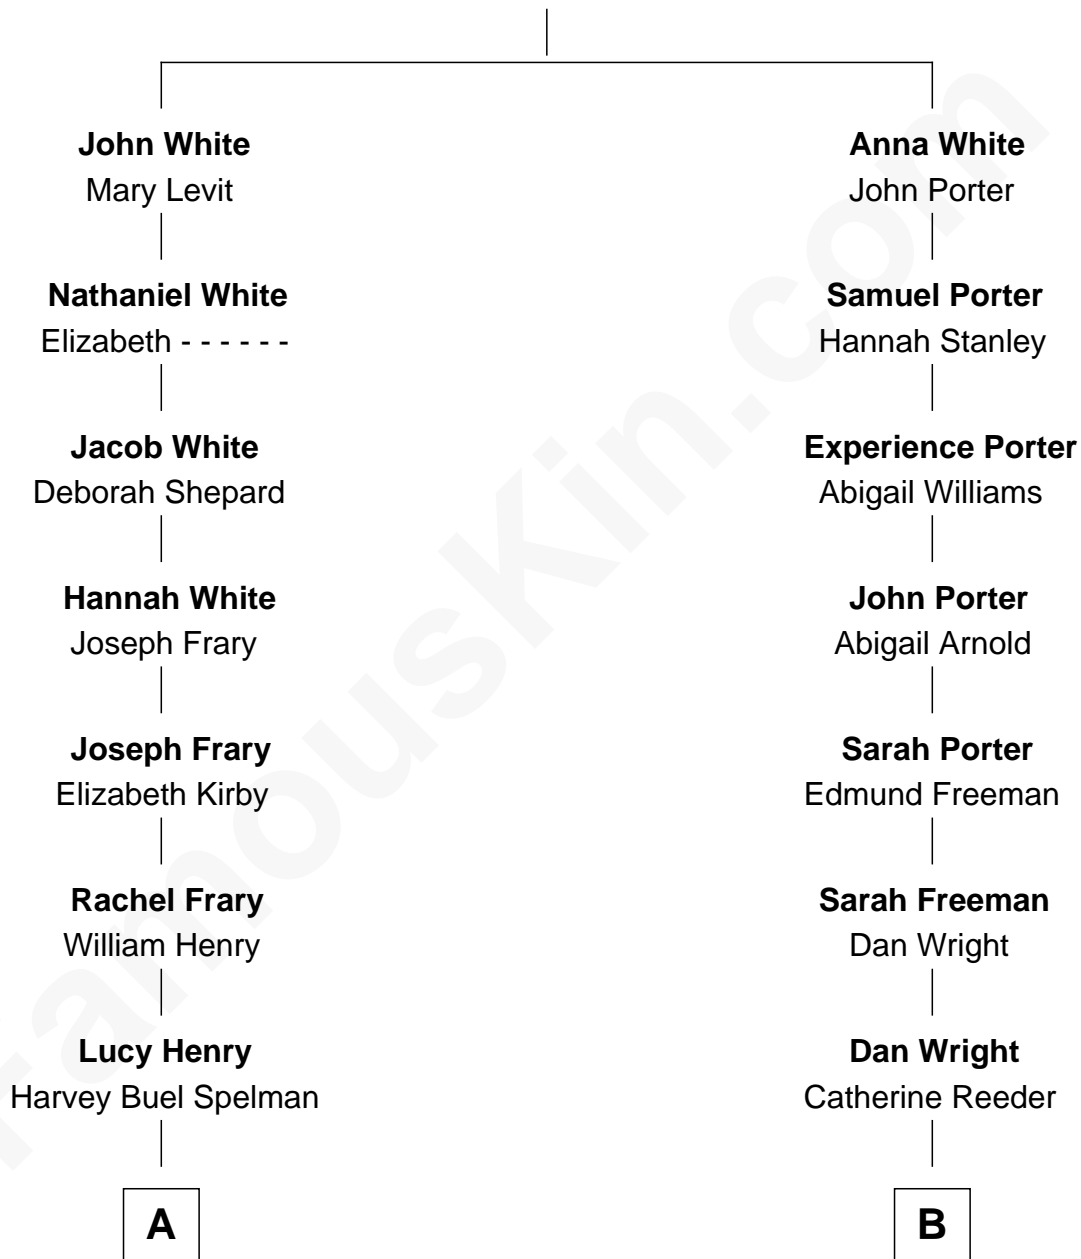 John White
Mary Levit
Nathaniel White
Elizabeth - - - - - -
Jacob White
Deborah Shepard
Hannah White
Joseph Frary
Joseph Frary
Elizabeth Kirby
Rachel Frary
William Henry
Lucy Henry
Harvey Buel Spelman
A
Anna White
John Porter
Samuel Porter
Hannah Stanley
Experience Porter
Abigail Williams
John Porter
Abigail Arnold
Sarah Porter
Edmund Freeman
Sarah Freeman
Dan Wright
Dan Wright
Catherine Reeder
B
FamousKin.com